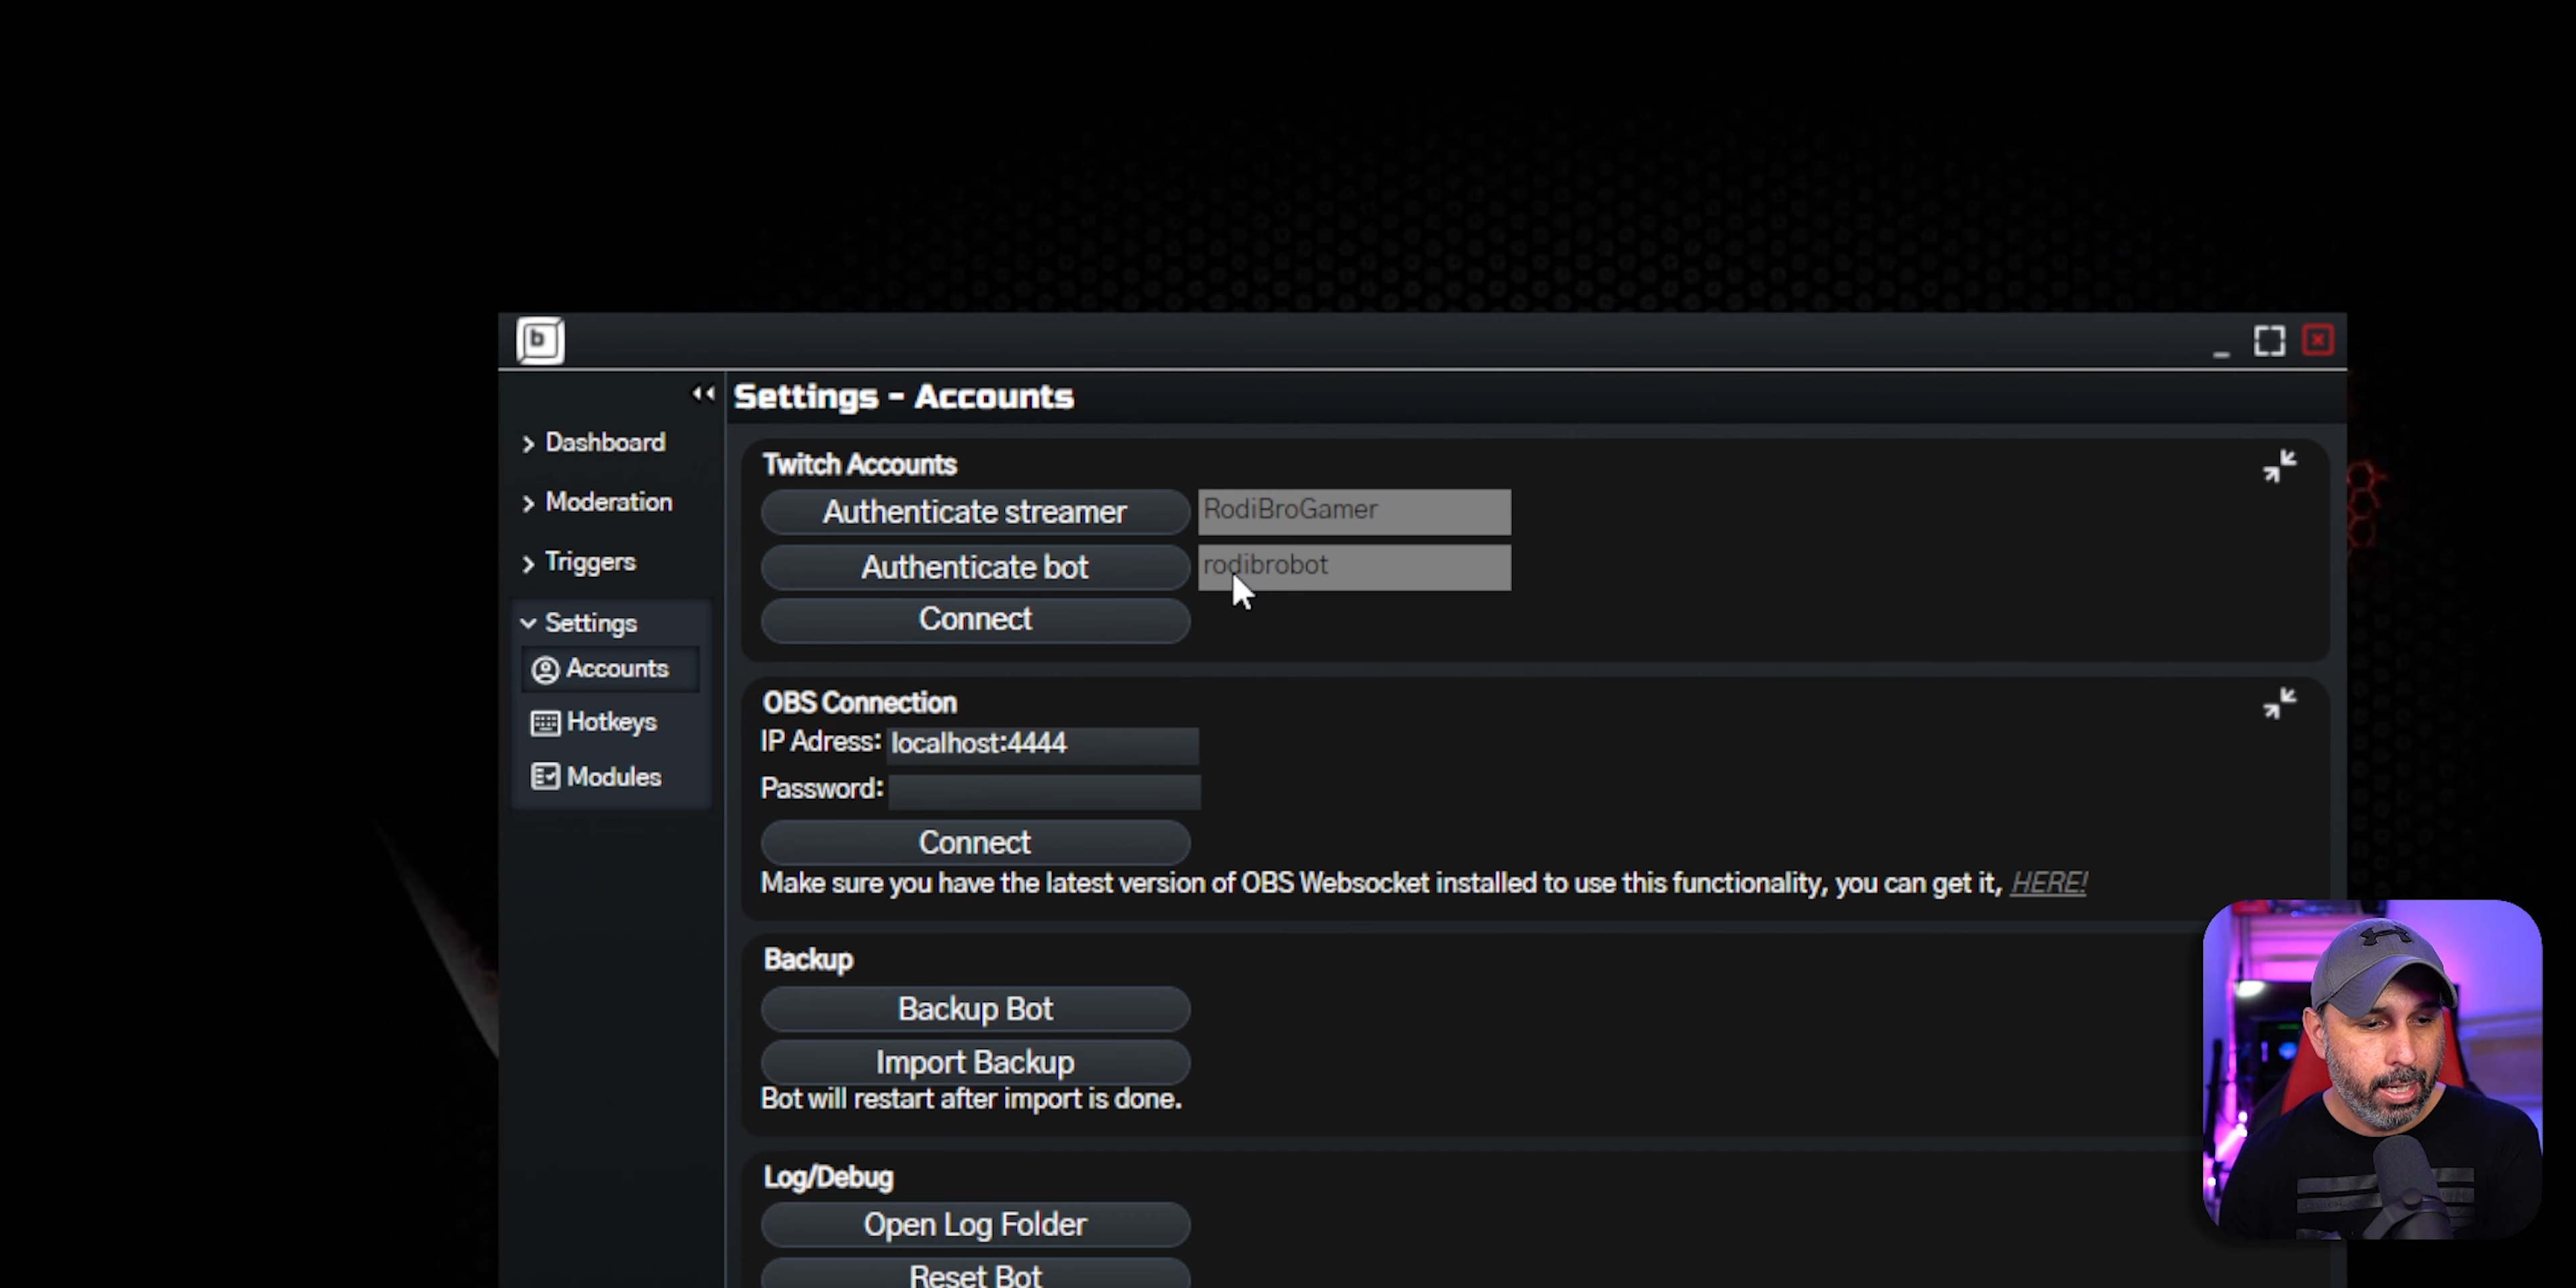 b
Settings - Accounts
Dashboard
Moderation
Triggers
Settings
Accounts
Hotkeys
Modules
Twitch Accounts
Authenticate streamer RodiBroGamer
Authenticate bot rodibrobot
Connect
OBS Connection
IP Adress: localhost:4444
Password:
Connect
Make sure you have the latest version of OBS Websocket installed to use this functionality, you can get it, HERE!
Backup
Backup Bot
Import Backup
Bot will restart after import is done.
Log/Debug
Open Log Folder
Reset Bot